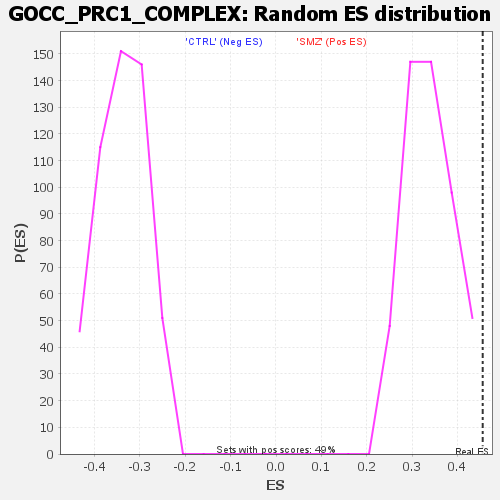 GOCC_PRC1_COMPLEX: Random ES distribution
'CTRL' (Neg ES) 'SMZ' (Pos ES)
150
140
130
120
110
100
90
80
70
60
50
40
30
20
10
0
P(ES)
Sets with pos scores: 49%
Real ES
-0.4 -0.3 -0.2 -0.1 0.0 0.1 0.2 0.3 0.4
ES